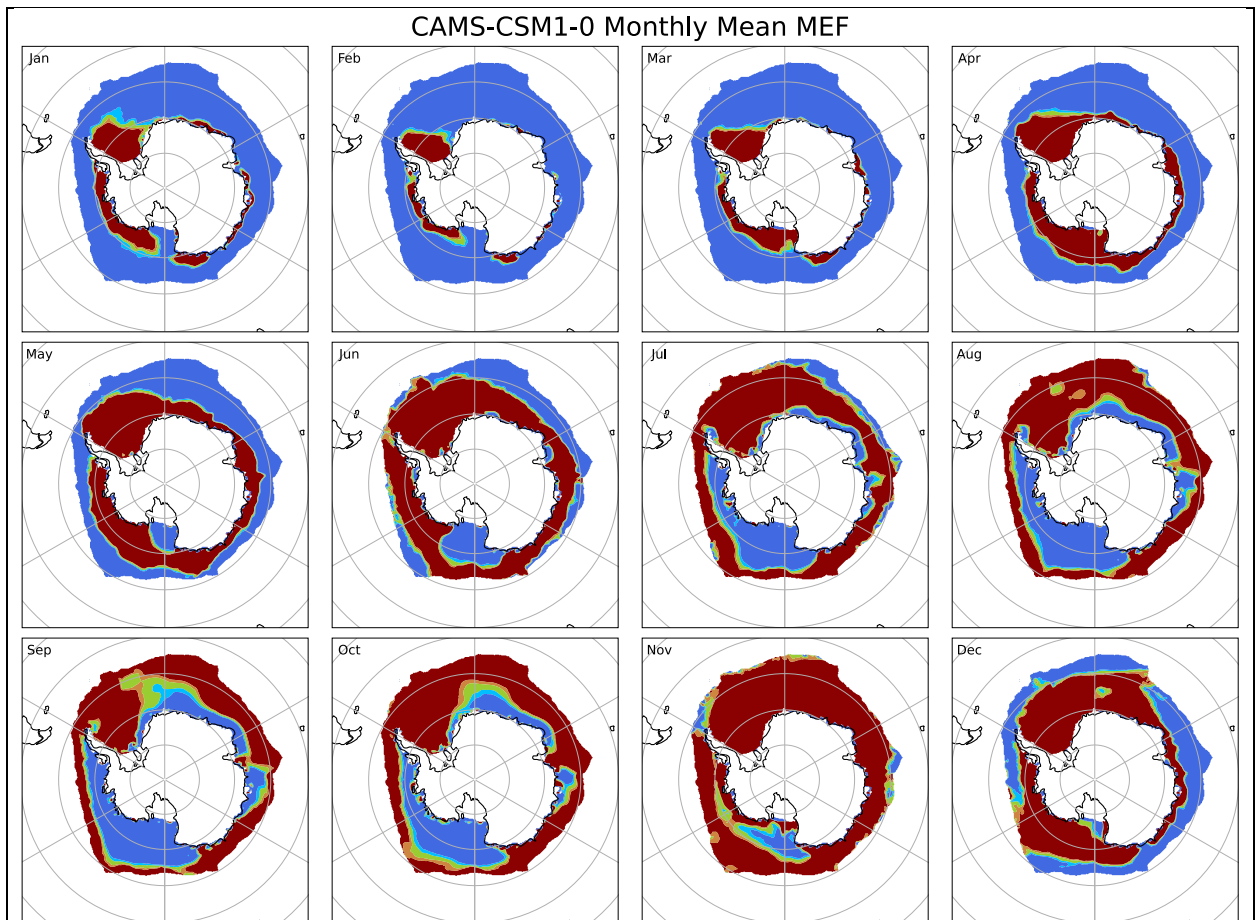 CAMS-CSM1-0 Monthly Mean MEF
Jan
Feb
Mar
Apr
May
Jun
Jul
Aug
Sep
Oct
Nov
Dec